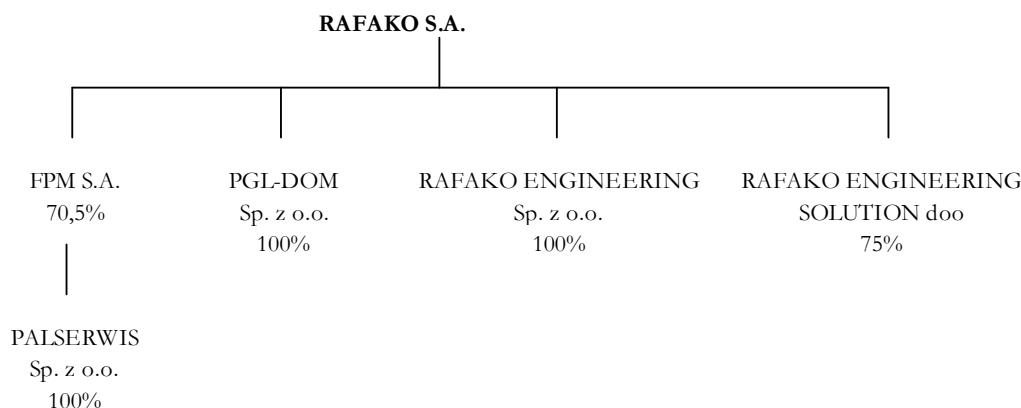 RAFAKO S.A.
FPM S.A.
70,5%
PGL-DOM
Sp. z o.o.
100%
RAFAKO ENGINEERING
Sp. z o.o.
100%
RAFAKO ENGINEERING
SOLUTION doo
75%
PALSERWIS
Sp. z o.o.
100%